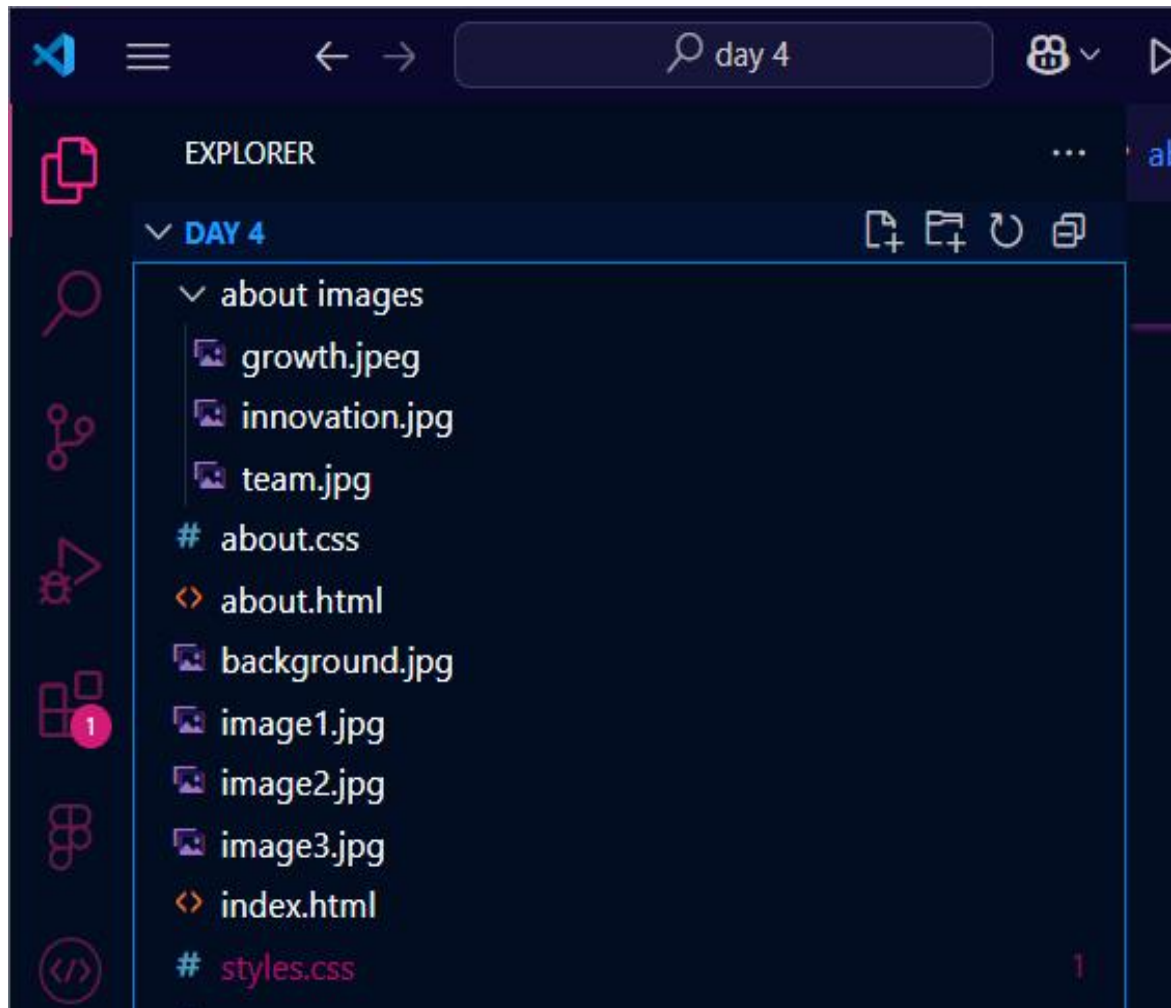 day 4
EXPLORER
DAY 4
about images
growth.jpeg
innovation.jpg
team.jpg
# about.css
<> about.html
background.jpg
1
image1.jpg
image2.jpg
image3.jpg
<> index.html
# styles.css 1